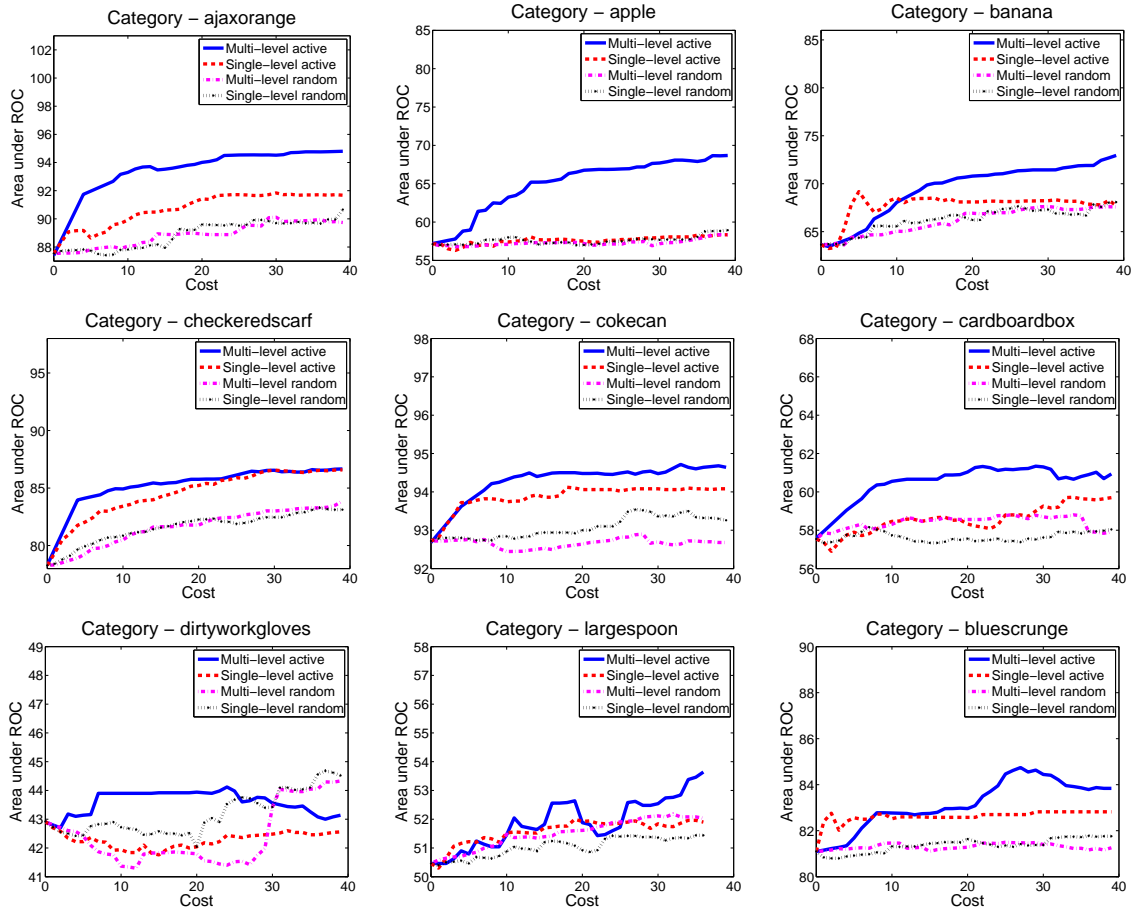 Category − ajaxorange
Area under ROC
102
100
98
96
94
92
90
88
Multi−level active
Single−level active
Multi−level random
Single−level random
0 10 20 30 40
Cost
Category − apple
Area under ROC
85
80
75
70
65
60
55
Multi−level active
Single−level active
Multi−level random
Single−level random
0 10 20 30 40
Cost
Category − banana
Area under ROC
85
80
75
70
65
Multi−level active
Single−level active
Multi−level random
Single−level random
0 10 20 30 40
Cost
Category − checkeredscarf
Area under ROC
95
90
85
80
Multi−level active
Single−level active
Multi−level random
Single−level random
0 10 20 30 40
Cost
Category − cokecan
Area under ROC
98
97
96
95
94
93
92
Multi−level active
Single−level active
Multi−level random
Single−level random
0 10 20 30 40
Cost
Category − cardboardbox
Area under ROC
68
66
64
62
60
58
56
Multi−level active
Single−level active
Multi−level random
Single−level random
0 10 20 30 40
Cost
Category − dirtyworkgloves
Area under ROC
49
48
47
46
45
44
43
42
41
Multi−level active
Single−level active
Multi−level random
Single−level random
0 10 20 30 40
Cost
Category − largespoon
Area under ROC
58
57
56
55
54
53
52
51
50
Multi−level active
Single−level active
Multi−level random
Single−level random
0 10 20 30 40
Cost
Category − bluescrunge
Area under ROC
90
88
86
84
82
80
Multi−level active
Single−level active
Multi−level random
Single−level random
0 10 20 30 40
Cost